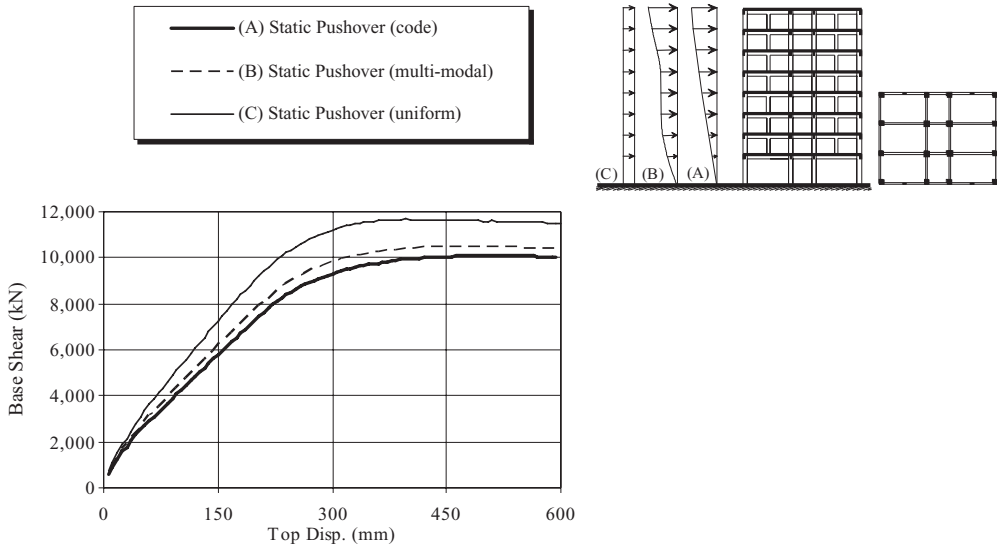 (A) Static Pushover (code)
(B) Static Pushover (multi-modal)
(C) Static Pushover (uniform)
(C) (B) (A)
12,000
10,000
8,000
6,000
4,000
2,000
0
Base Shear (kN)
0 150 300 450 600
Top Disp. (mm)